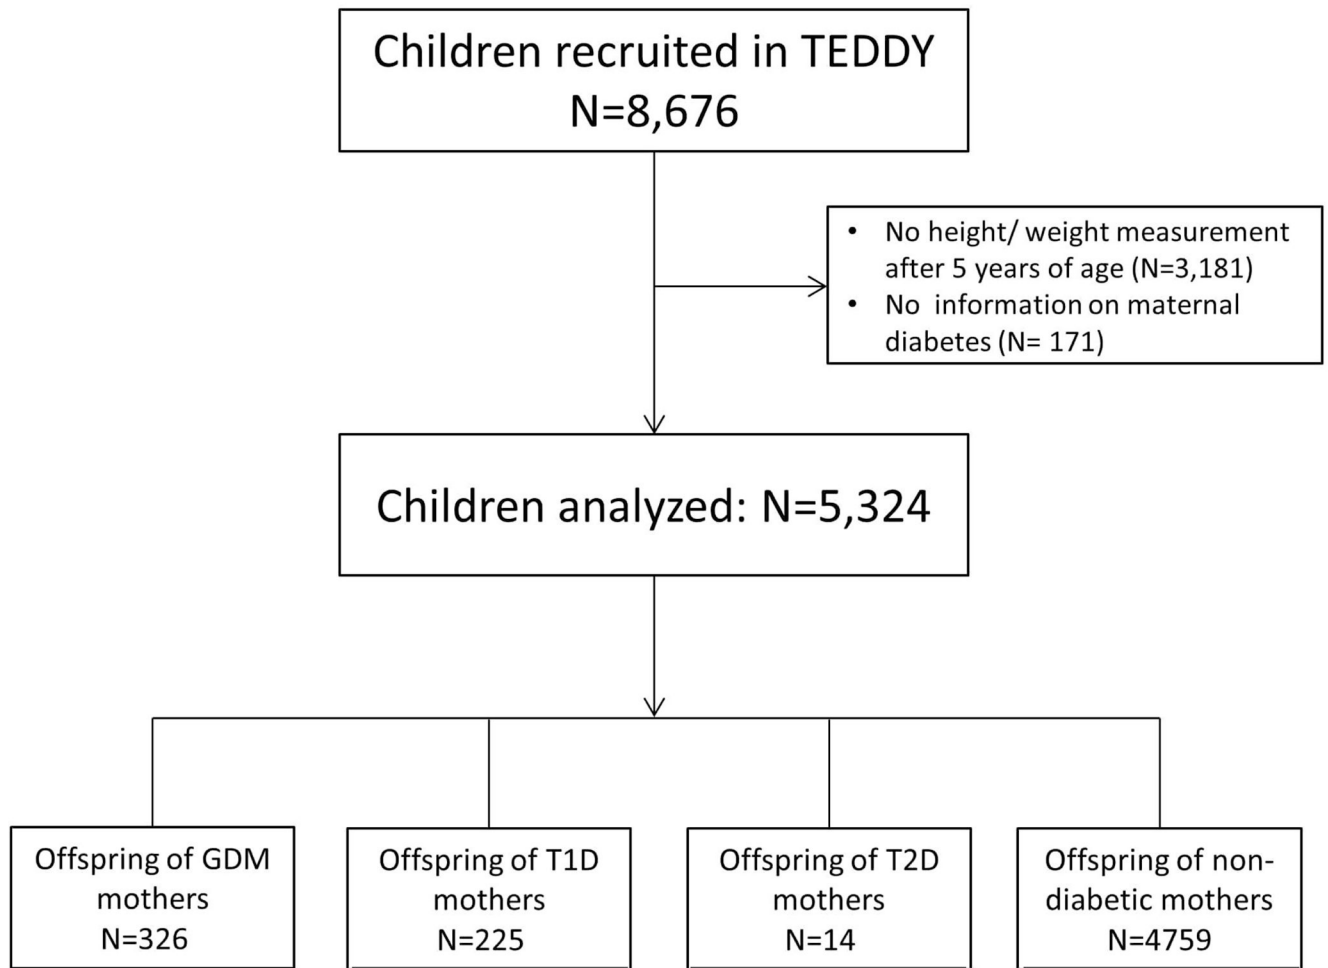 Children recruited in TEDDY
N=8,676
• No height/ weight measurement
after 5 years of age (N=3,181)
• No information on maternal
diabetes (N= 171)
Children analyzed: N=5,324
Offspring of GDM
mothers
N=326
Offspring of T1D
mothers
N=225
Offspring of T2D
mothers
N=14
Offspring of non-
diabetic mothers
N=4759